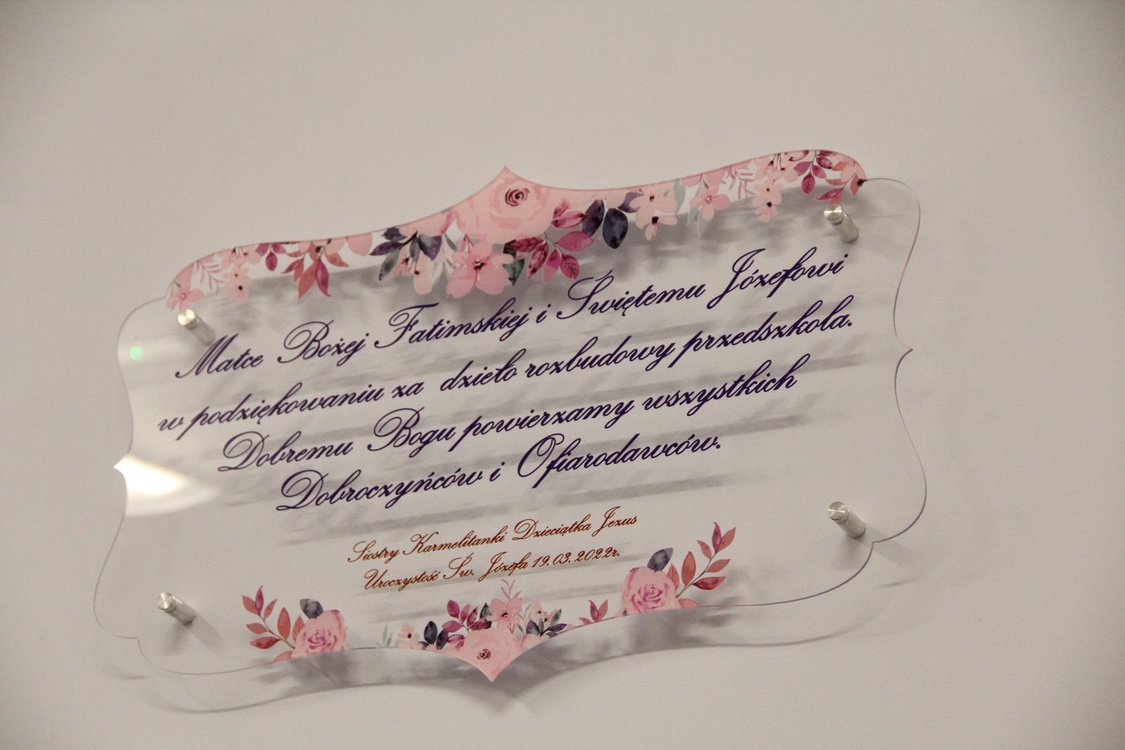 Matce Bożej Fatimskiej i Świętemu Józefowi
w podziękowaniu za dzieło rozbudowy przedszkola.
Dobremu Bogu powierzamy wszystkich
Dobroczyńców i Ofiarodawców.
Siostry Karmelitanki Dzieciątka Jezus
Uroczystość Św. Józefa 19.03.2022r.